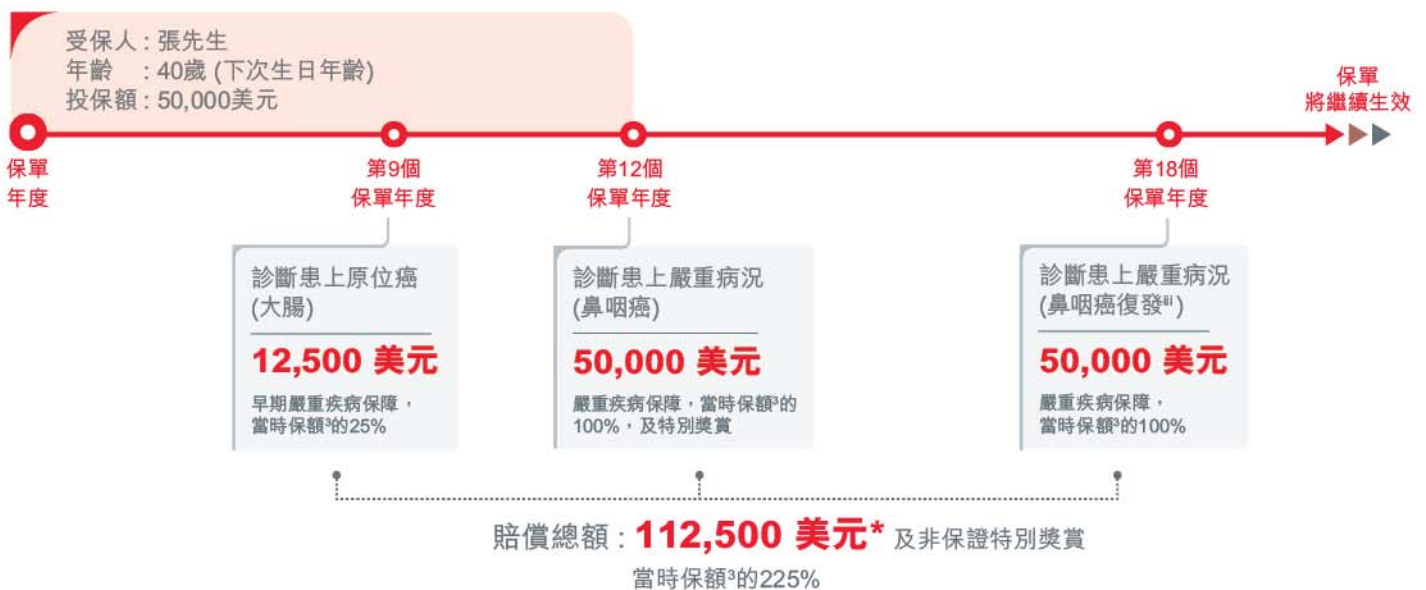 受保人：張先生
年齡　：40歲 (下次生日年齡)
投保額：50,000美元
保單
將繼續生效
保單
年度
第9個
保單年度
第12個
保單年度
第18個
保單年度
診斷患上原位癌
(大腸)
12,500 美元
早期嚴重疾病保障，
當時保額³的25%
診斷患上嚴重病況
(鼻咽癌)
50,000 美元
嚴重疾病保障，當時保額³的
100%，及特別獎賞
診斷患上嚴重病況
(鼻咽癌復發ⁱⁱⁱ)
50,000 美元
嚴重疾病保障，
當時保額³的100%
賠償總額：112,500 美元* 及非保證特別獎賞
當時保額³的225%